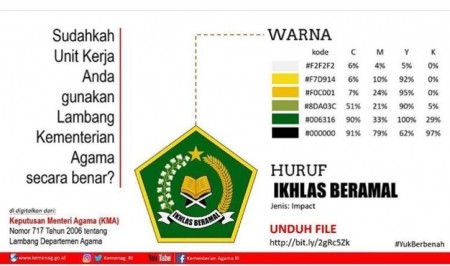 Sudahkah
Unit Kerja
Anda
gunakan
Lambang
Kementerian
Agama
secara benar?
di digitalkan dari:
Keputusan Menteri Agama (KMA)
Nomor 717 Tahun 2006 tentang
Lambang Departemen Agama
IKHLAS BERAMAL
WARNA
kode C M Y K
#F2F2F2 6% 4% 5% 0%
#F7D914 6% 10% 92% 0%
#F0C001 7% 24% 95% 0%
#8DA03C 51% 21% 90% 5%
#006316 90% 33% 100% 29%
#000000 91% 79% 62% 97%
HURUF
IKHLAS BERAMAL
Jenis: Impact
UNDUH FILE
http://bit.ly/2gRc5Zk
#YukBerbenah
kemenag.go.id Kemenag_RI Kemenag RI Kementerian Agama RI